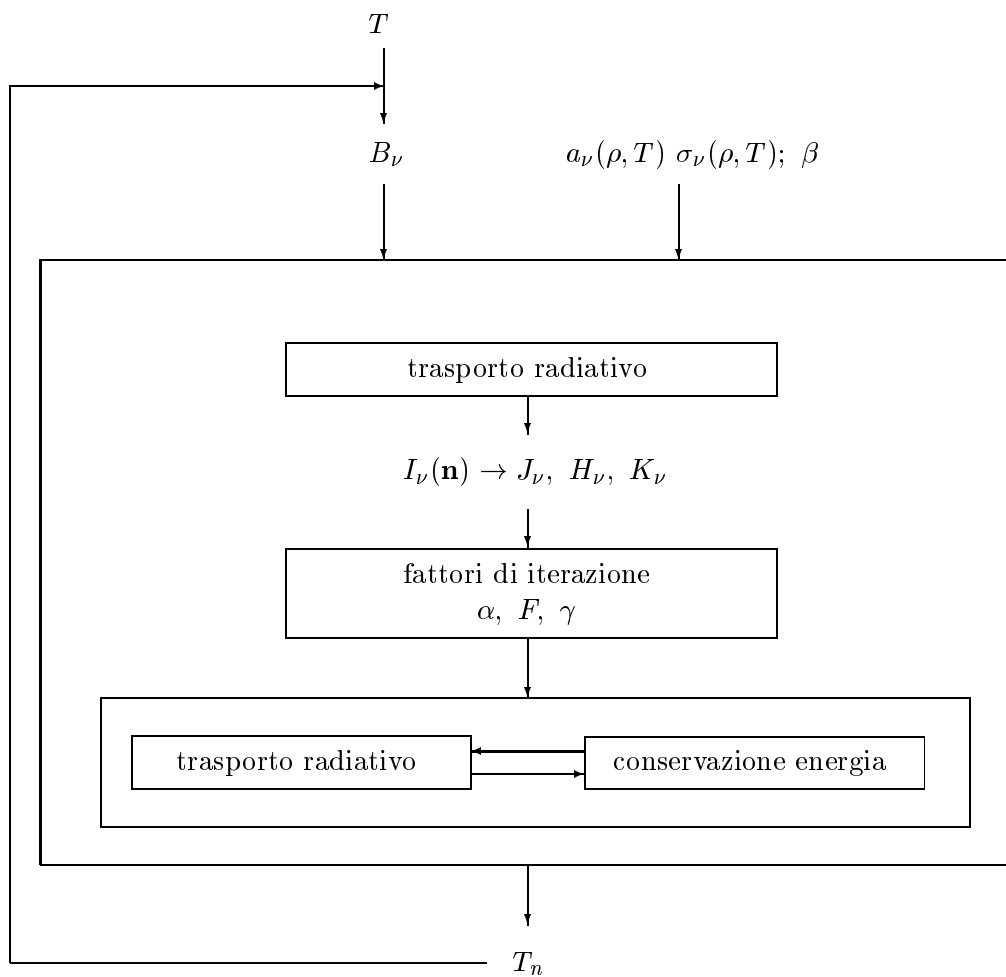 T
B_ν
a_ν(ρ, T) σ_ν(ρ, T); β
trasporto radiativo
I_ν(n) → J_ν, H_ν, K_ν
fattori di iterazione
α, F, γ
trasporto radiativo
conservazione energia
T_n